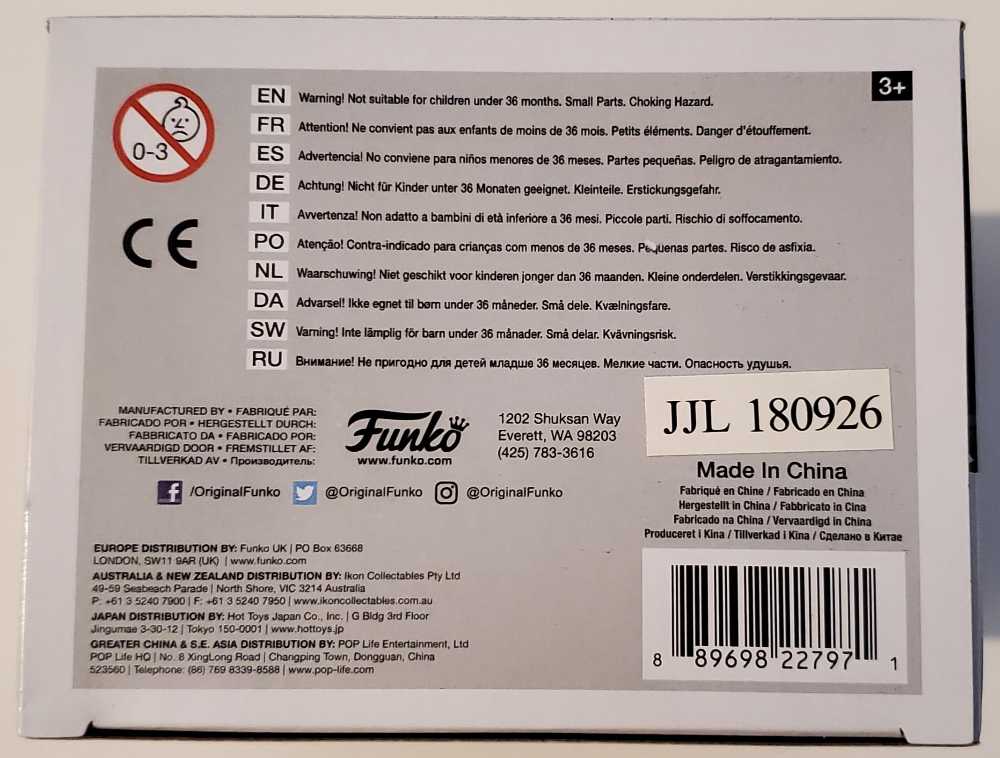 3+
0-3
CE
EN Warning! Not suitable for children under 36 months. Small Parts. Choking Hazard.
FR Attention! Ne convient pas aux enfants de moins de 36 mois. Petits éléments. Danger d'étouffement.
ES Advertencia! No conviene para niños menores de 36 meses. Partes pequeñas. Peligro de atragantamiento.
DE Achtung! Nicht für Kinder unter 36 Monaten geeignet. Kleinteile. Erstickungsgefahr.
IT Avvertenza! Non adatto a bambini di età inferiore a 36 mesi. Piccole parti. Rischio di soffocamento.
PO Atenção! Contra-indicado para crianças com menos de 36 meses. Pequenas partes. Risco de asfixia.
NL Waarschuwing! Niet geschikt voor kinderen jonger dan 36 maanden. Kleine onderdelen. Verstikkingsgevaar.
DA Advarsel! Ikke egnet til børn under 36 måneder. Små dele. Kvælningsfare.
SW Varning! Inte lämplig för barn under 36 månader. Små delar. Kvävningsrisk.
RU Внимание! Не пригодно для детей младше 36 месяцев. Мелкие части. Опасность удушья.
MANUFACTURED BY • FABRIQUÉ PAR:
FABRICADO POR • HERGESTELLT DURCH:
FABBRICATO DA • FABRICADO POR:
VERVAARDIGD DOOR • FREMSTILLET AF:
TILLVERKAD AV • Производитель:
Funko
www.funko.com
1202 Shuksan Way
Everett, WA 98203
(425) 783-3616
JJL 180926
/OriginalFunko @OriginalFunko @OriginalFunko
Made In China
Fabriqué en Chine / Fabricado en China
Hergestellt in China / Fabbricato in Cina
Fabricado na China / Vervaardigd in China
Produceret i Kina / Tillverkad i Kina / Сделано в Китае
EUROPE DISTRIBUTION BY: Funko UK | PO Box 63668
LONDON, SW11 9AR (UK) | www.funko.com
AUSTRALIA & NEW ZEALAND DISTRIBUTION BY: Ikon Collectables Pty Ltd
49-59 Seabeach Parade | North Shore, VIC 3214 Australia
P: +61 3 5240 7900 | F: +61 3 5240 7950 | www.ikoncollectables.com.au
JAPAN DISTRIBUTION BY: Hot Toys Japan Co., Inc. | G Bldg 3rd Floor
Jingumae 3-30-12 | Tokyo 150-0001 | www.hottoys.jp
GREATER CHINA & S.E. ASIA DISTRIBUTION BY: POP Life Entertainment, Ltd
POP Life HQ | No. 8 XingLong Road | Changping Town, Dongguan, China
523560 | Telephone: (86) 769 8339-8588 | www.pop-life.com
8 89698 22797 1